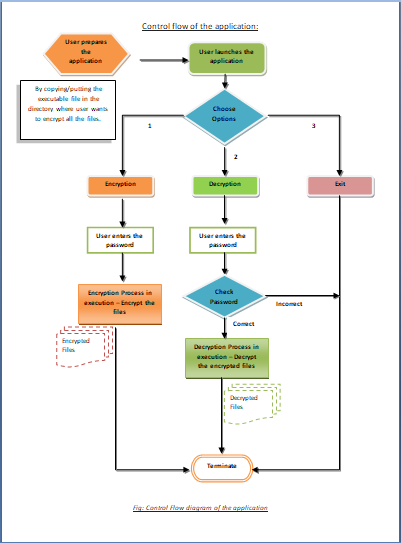 Control flow of the application:
User prepares
the
application
User launches the
application
By copying/putting the
executable file in the
directory where user wants
to encrypt all the files.
Choose
Options
1
2
3
Encryption
Decryption
Exit
User enters the
password
User enters the
password
Encryption Process in
execution – Encrypt the
files
Check
Password
Incorrect
Correct
Encrypted
Files
Decryption Process in
execution – Decrypt
the encrypted files
Decrypted
Files
Terminate
Fig: Control Flow diagram of the application